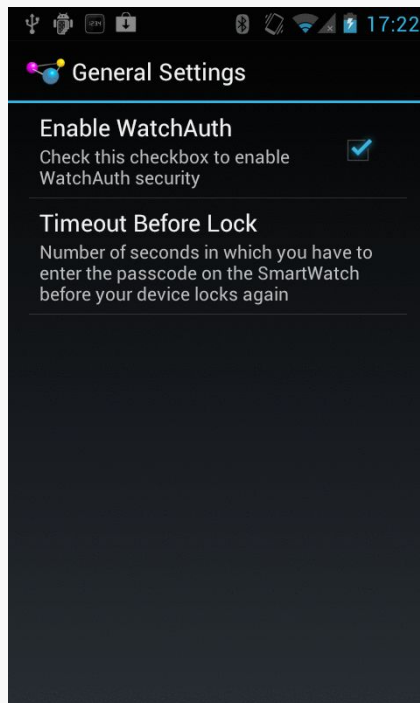 17:22
General Settings
Enable WatchAuth
Check this checkbox to enable
WatchAuth security
Timeout Before Lock
Number of seconds in which you have to
enter the passcode on the SmartWatch
before your device locks again